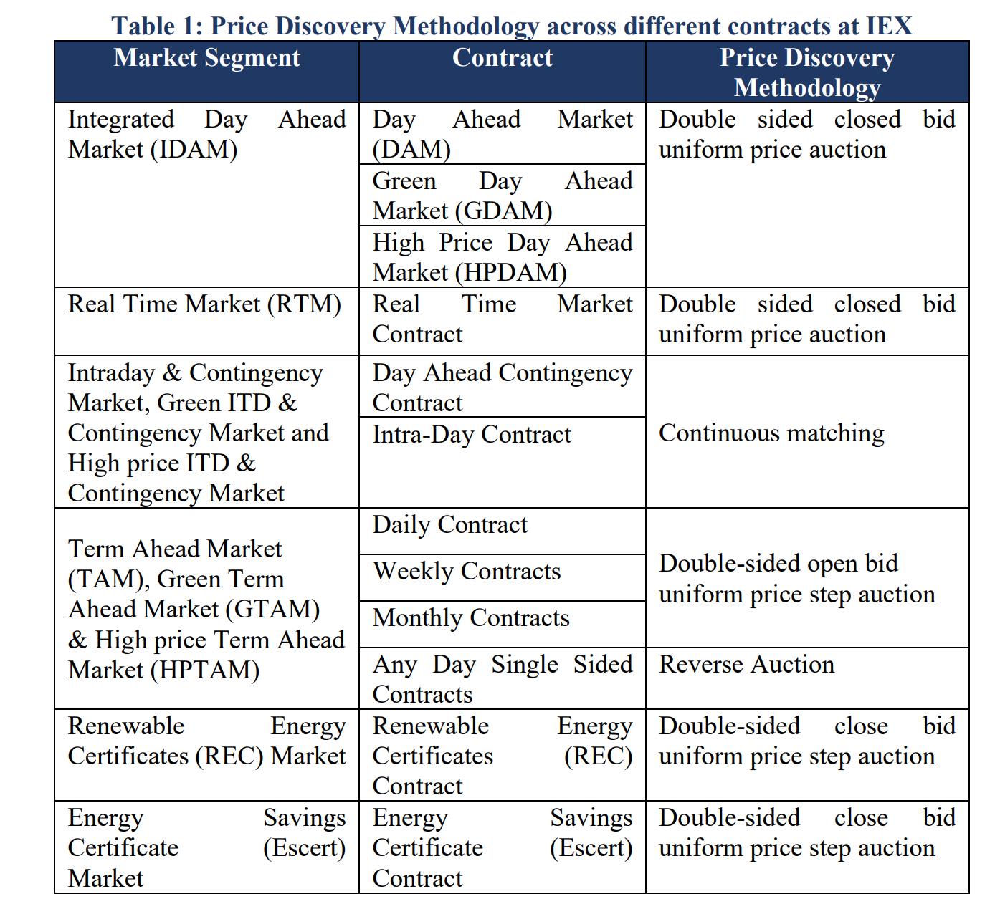 Table 1: Price Discovery Methodology across different contracts at IEX
Market Segment
Contract
Price Discovery
Methodology
Integrated Day Ahead
Market (IDAM)
Day Ahead Market
(DAM)
Double sided closed bid
uniform price auction
Green Day Ahead
Market (GDAM)
High Price Day Ahead
Market (HPDAM)
Real Time Market (RTM)
Real Time Market
Contract
Double sided closed bid
uniform price auction
Intraday & Contingency
Market, Green ITD &
Contingency Market and
High price ITD &
Contingency Market
Day Ahead Contingency
Contract
Intra-Day Contract
Continuous matching
Term Ahead Market
(TAM), Green Term
Ahead Market (GTAM)
& High price Term Ahead
Market (HPTAM)
Daily Contract
Weekly Contracts
Monthly Contracts
Double-sided open bid
uniform price step auction
Any Day Single Sided
Contracts
Reverse Auction
Renewable Energy
Certificates (REC) Market
Renewable Energy
Certificates (REC)
Contract
Double-sided close bid
uniform price step auction
Energy Savings
Certificate (Escert)
Market
Energy Savings
Certificate (Escert)
Contract
Double-sided close bid
uniform price step auction